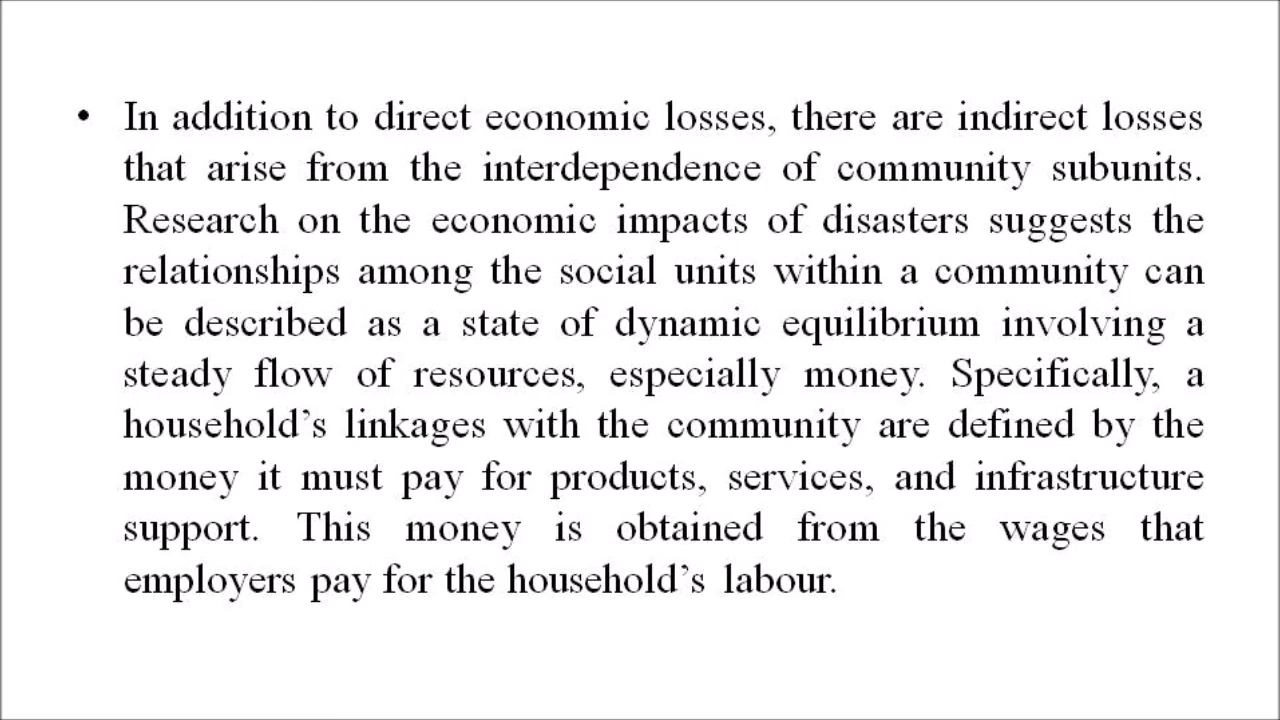 • In addition to direct economic losses, there are indirect losses
that arise from the interdependence of community subunits.
Research on the economic impacts of disasters suggests the
relationships among the social units within a community can
be described as a state of dynamic equilibrium involving a
steady flow of resources, especially money. Specifically, a
household’s linkages with the community are defined by the
money it must pay for products, services, and infrastructure
support. This money is obtained from the wages that
employers pay for the household’s labour.